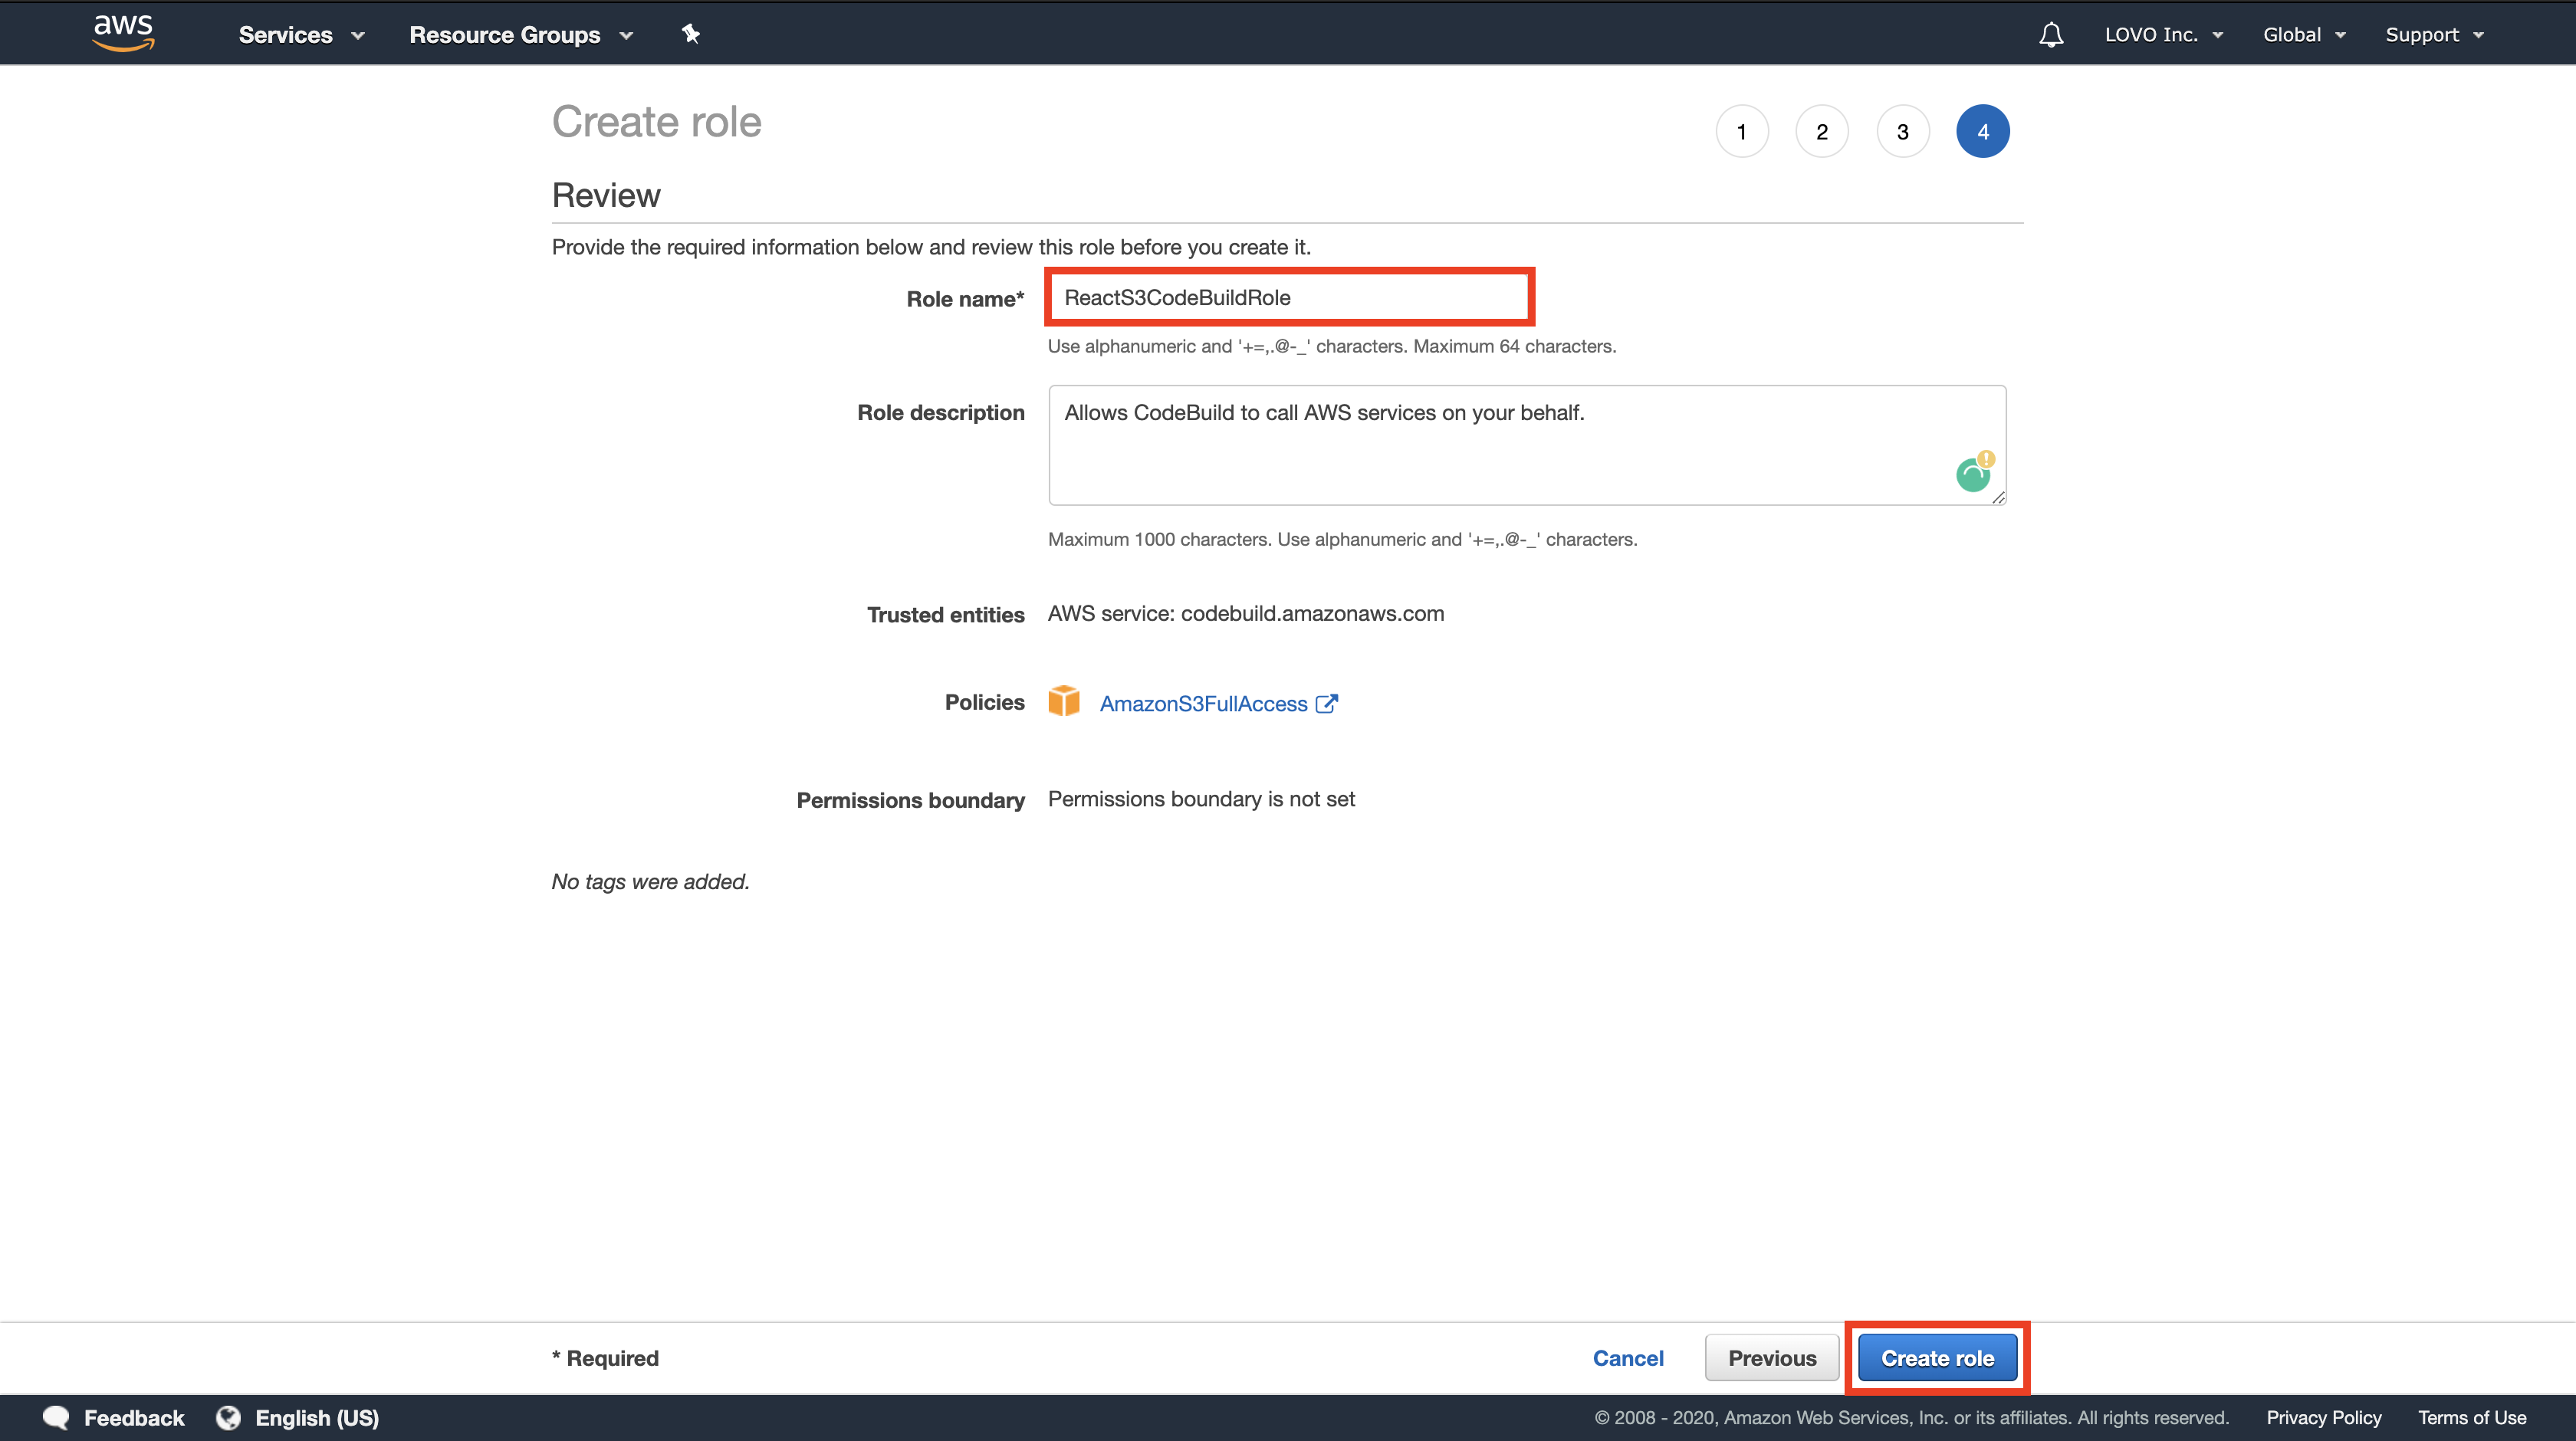 aws Services Resource Groups LOVO Inc. Global Support
Create role
1 2 3 4
Review
Provide the required information below and review this role before you create it.
Role name* ReactS3CodeBuildRole
Use alphanumeric and '+=,.@-_' characters. Maximum 64 characters.
Role description Allows CodeBuild to call AWS services on your behalf.
!
Maximum 1000 characters. Use alphanumeric and '+=,.@-_' characters.
Trusted entities AWS service: codebuild.amazonaws.com
Policies AmazonS3FullAccess
Permissions boundary Permissions boundary is not set
No tags were added.
* Required Cancel Previous Create role
Feedback English (US) © 2008 - 2020, Amazon Web Services, Inc. or its affiliates. All rights reserved. Privacy Policy Terms of Use